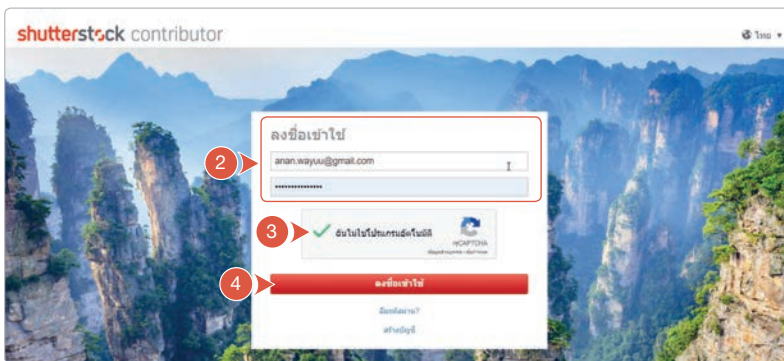 shutterstock contributor
ไทย
ลงชื่อเข้าใช้
2
anan.wayuu@gmail.com
3
ฉันไม่ใช่โปรแกรมอัตโนมัติ
reCAPTCHA
4
ลงชื่อเข้าใช้
ลืมรหัสผ่าน?
สร้างบัญชี